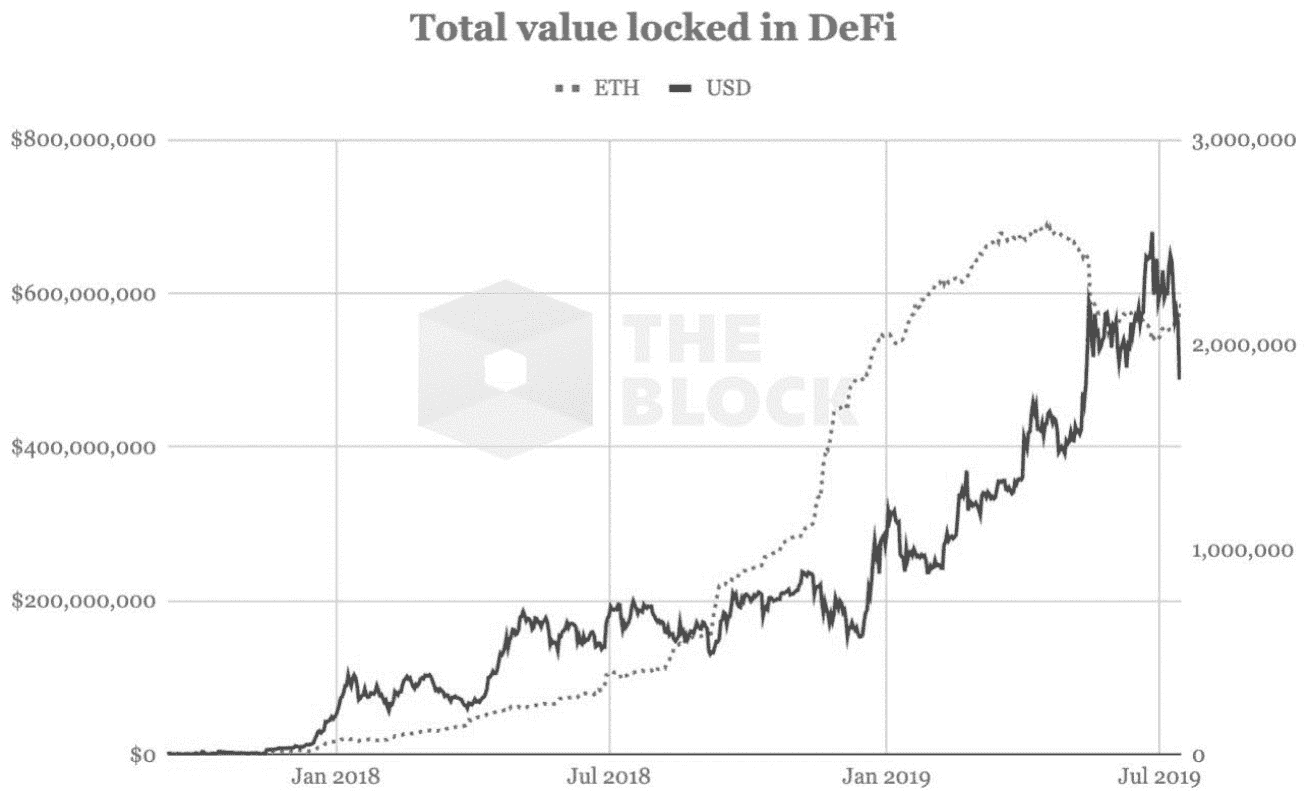 Total value locked in DeFi
ETH USD
$800,000,000 3,000,000
$600,000,000
THE
2,000,000
BLOCK
$400,000,000
1,000,000
$200,000,000
$0 0
Jan 2018 Jul 2018 Jan 2019 Jul 2019